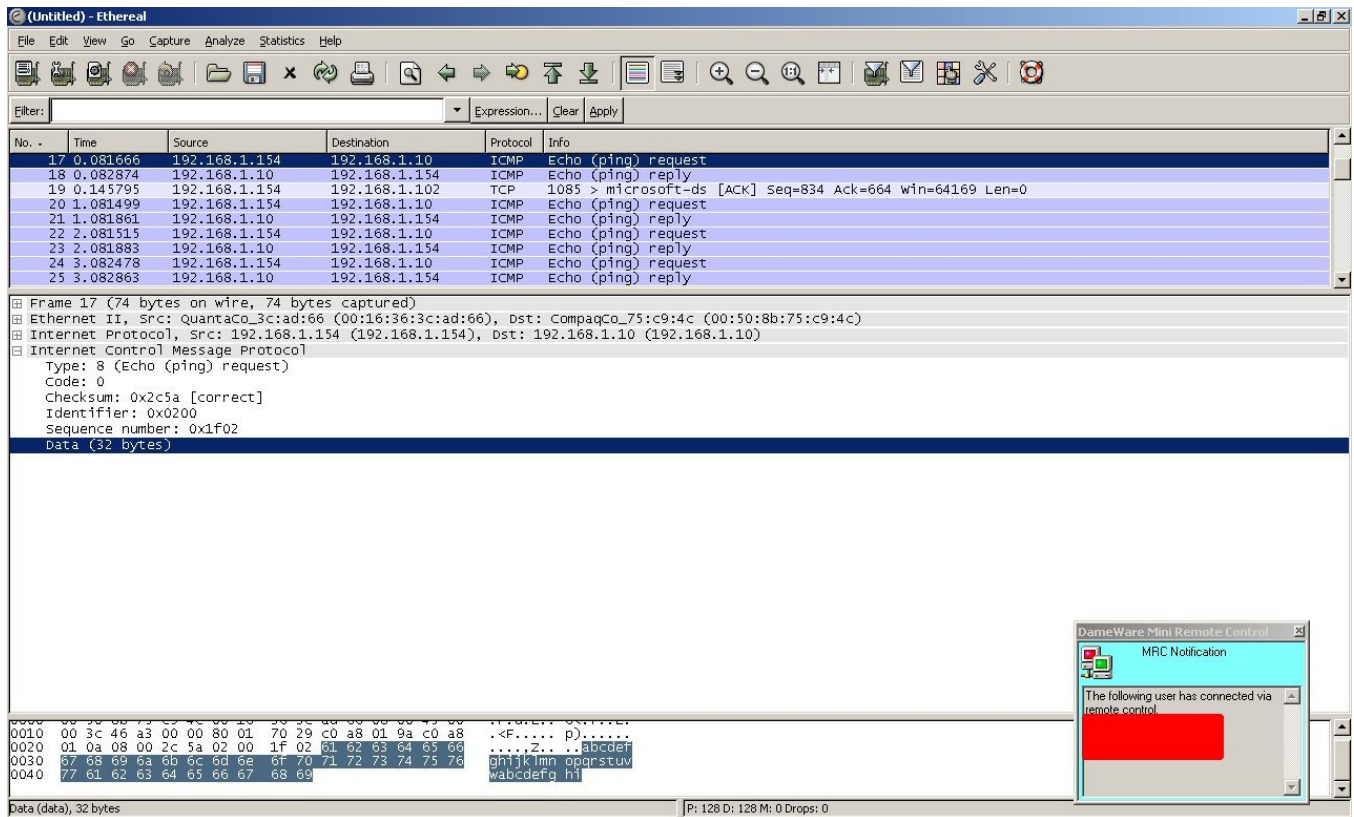 (Untitled) - Ethereal
File Edit View Go Capture Analyze Statistics Help
Filter: Expression... Clear Apply
No. - Time Source Destination Protocol Info
17 0.081666 192.168.1.154 192.168.1.10 ICMP Echo (ping) request
18 0.082874 192.168.1.10 192.168.1.154 ICMP Echo (ping) reply
19 0.145795 192.168.1.154 192.168.1.102 TCP 1085 > microsoft-ds [ACK] Seq=834 Ack=664 Win=64169 Len=0
20 1.081499 192.168.1.154 192.168.1.10 ICMP Echo (ping) request
21 1.081861 192.168.1.10 192.168.1.154 ICMP Echo (ping) reply
22 2.081515 192.168.1.154 192.168.1.10 ICMP Echo (ping) request
23 2.081883 192.168.1.10 192.168.1.154 ICMP Echo (ping) reply
24 3.082478 192.168.1.154 192.168.1.10 ICMP Echo (ping) request
25 3.082863 192.168.1.10 192.168.1.154 ICMP Echo (ping) reply
Frame 17 (74 bytes on wire, 74 bytes captured)
Ethernet II, Src: QuantaCo_3c:ad:66 (00:16:36:3c:ad:66), Dst: CompaqCo_75:c9:4c (00:50:8b:75:c9:4c)
Internet Protocol, Src: 192.168.1.154 (192.168.1.154), Dst: 192.168.1.10 (192.168.1.10)
Internet Control Message Protocol
Type: 8 (Echo (ping) request)
Code: 0
Checksum: 0x2c5a [correct]
Identifier: 0x0200
Sequence number: 0x1f02
Data (32 bytes)
DameWare Mini Remote Control
MRC Notification
The following user has connected via
remote control.
0010 00 3c 46 a3 00 00 80 01 70 29 c0 a8 01 9a c0 a8 .<F..... p)......
0020 01 0a 08 00 2c 5a 02 00 1f 02 61 62 63 64 65 66 ....,Z.. ..abcdef
0030 67 68 69 6a 6b 6c 6d 6e 6f 70 71 72 73 74 75 76 ghijklmn opqrstuv
0040 77 61 62 63 64 65 66 67 68 69 wabcdefg hi
Data (data), 32 bytes P: 128 D: 128 M: 0 Drops: 0